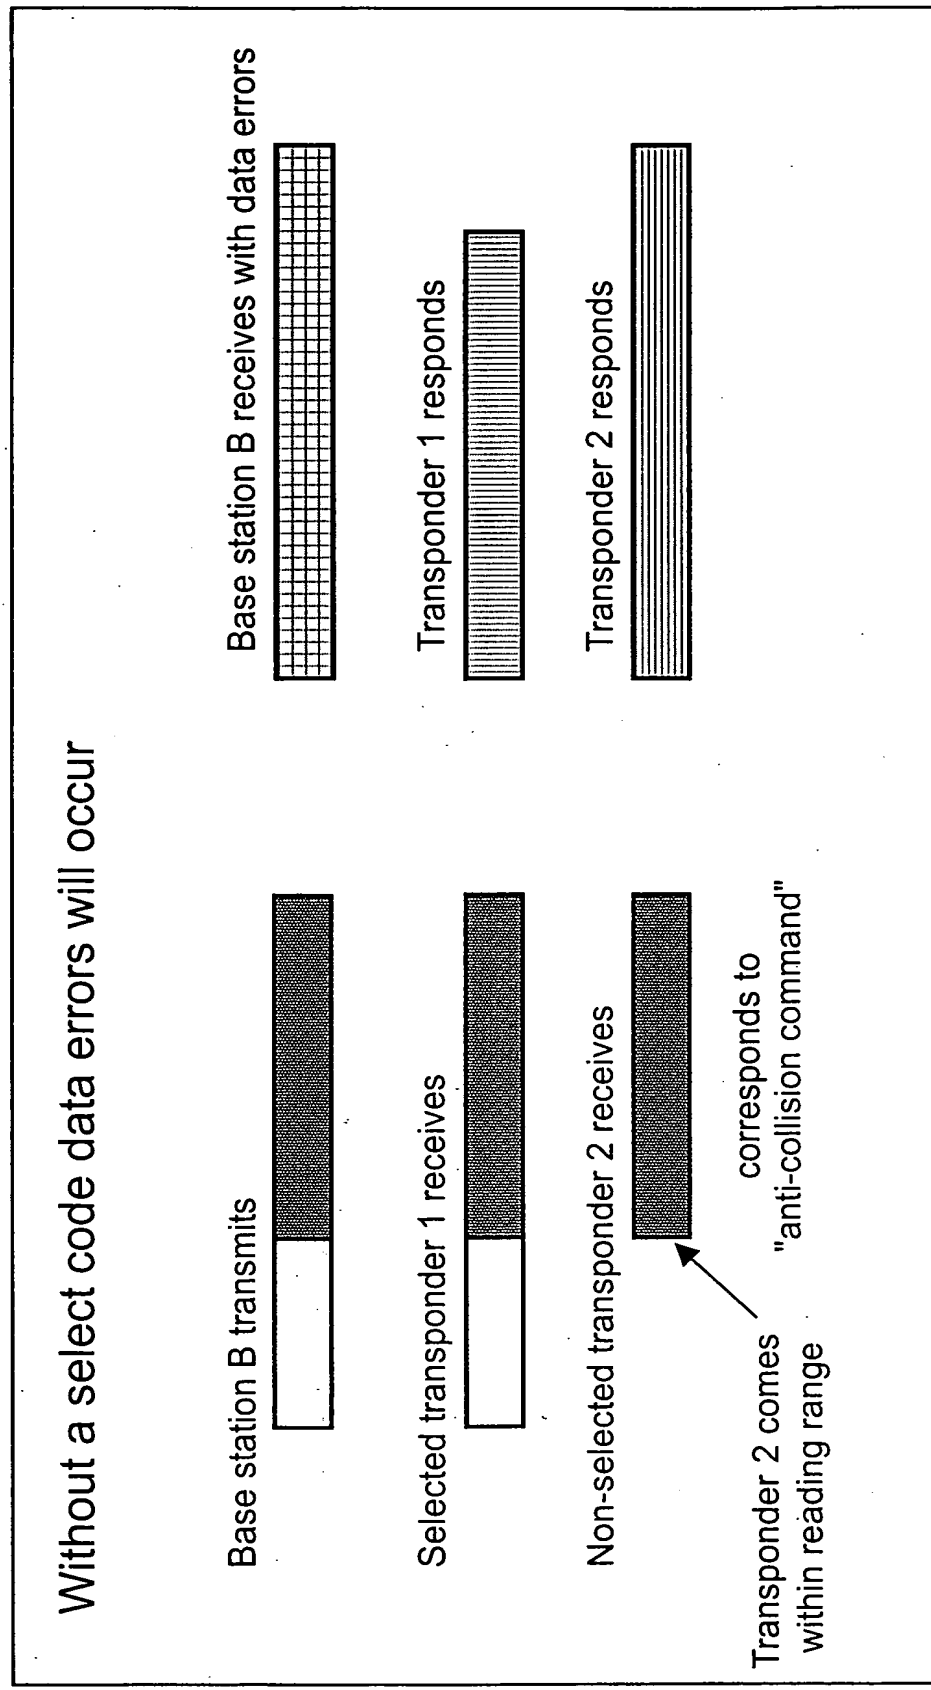 Without a select code data errors will occur
Base station B transmits
Base station B receives with data errors
Selected transponder 1 receives
Transponder 1 responds
Non-selected transponder 2 receives
Transponder 2 responds
Transponder 2 comes
within reading range
corresponds to
"anti-collision command"